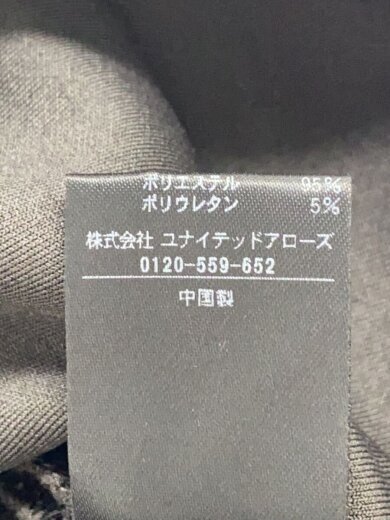 ポリエステル 95%
ポリウレタン 5%
株式会社 ユナイテッドアローズ
0120-559-652
中国製